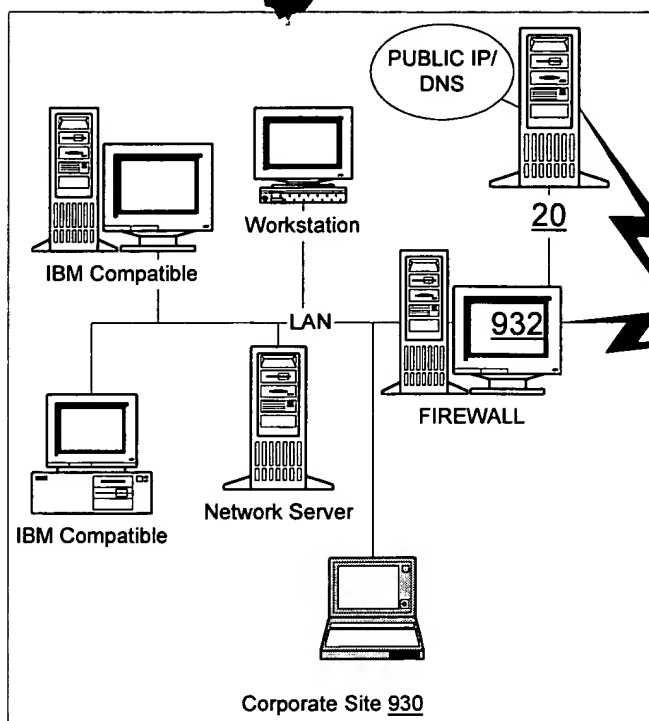 PUBLIC IP/
DNS
20
Workstation
IBM Compatible
LAN
932
FIREWALL
Network Server
IBM Compatible
Corporate Site 930